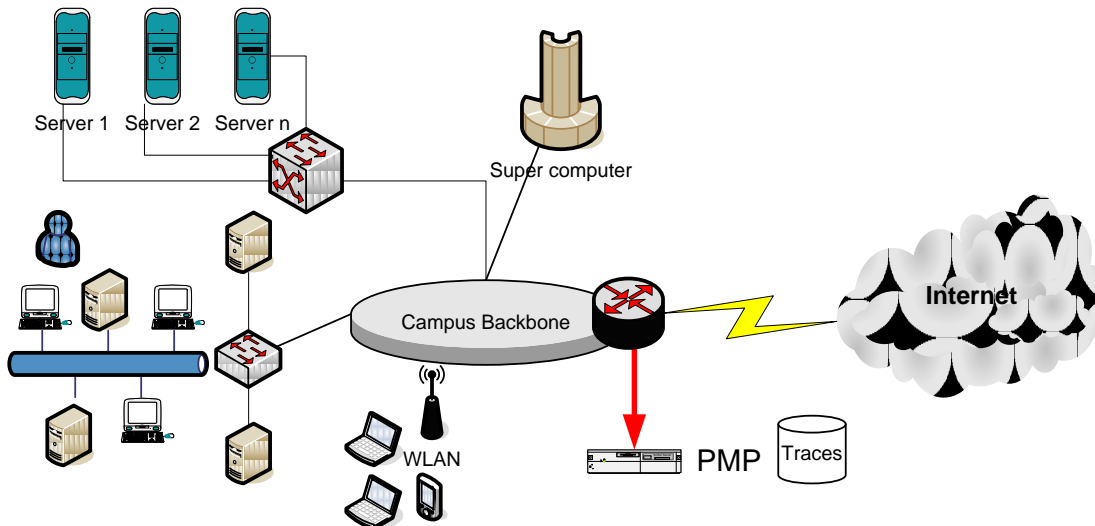 Server 1
Server 2
Server n
Super computer
Campus Backbone
Internet
WLAN
PMP
Traces